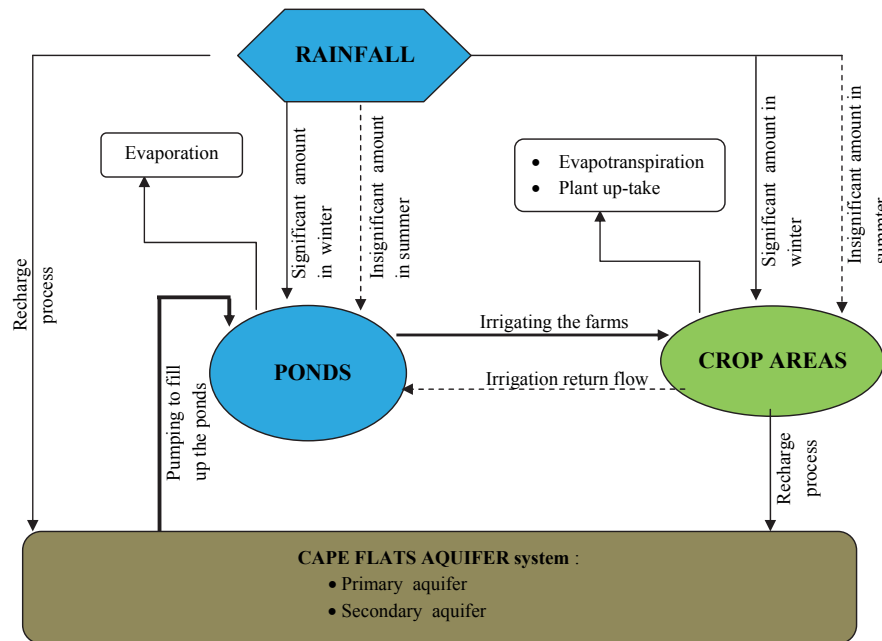 RAINFALL
Evaporation
• Evapotranspiration
• Plant up-take
Significant amount
in winter
Insignificant amount
in summer
Significant amount in
winter
Insignificant amount in
summter
Recharge
process
Pumping to fill
up the ponds
PONDS
Irrigating the farms
Irrigation return flow
CROP AREAS
Recharge
process
CAPE FLATS AQUIFER system :
• Primary aquifer
• Secondary aquifer